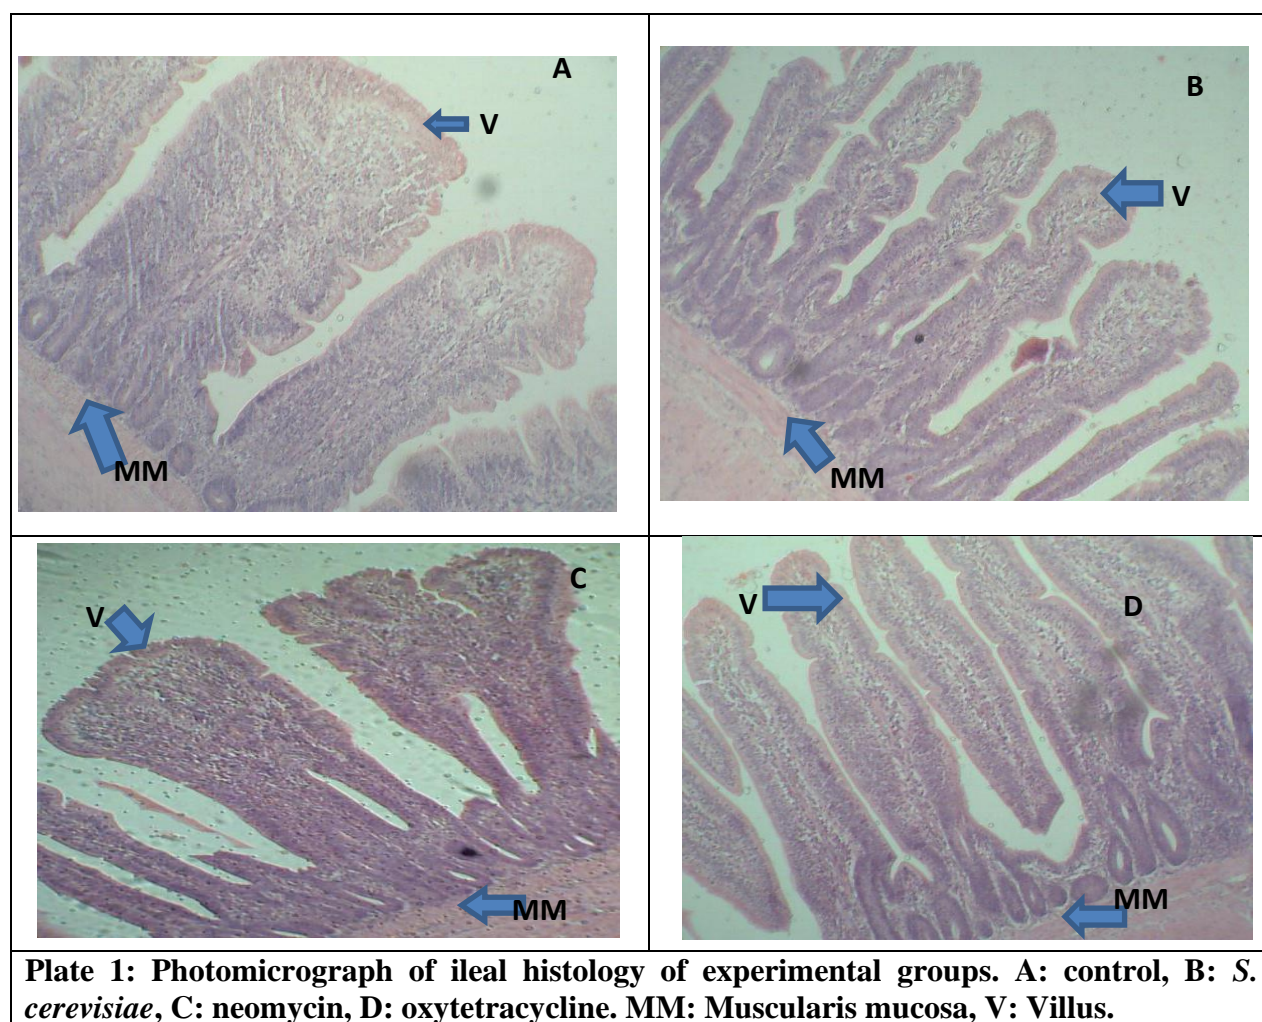 A
V
MM
B
V
MM
C
V
MM
D
V
MM
Plate 1: Photomicrograph of ileal histology of experimental groups. A: control, B: S.
cerevisiae, C: neomycin, D: oxytetracycline. MM: Muscularis mucosa, V: Villus.